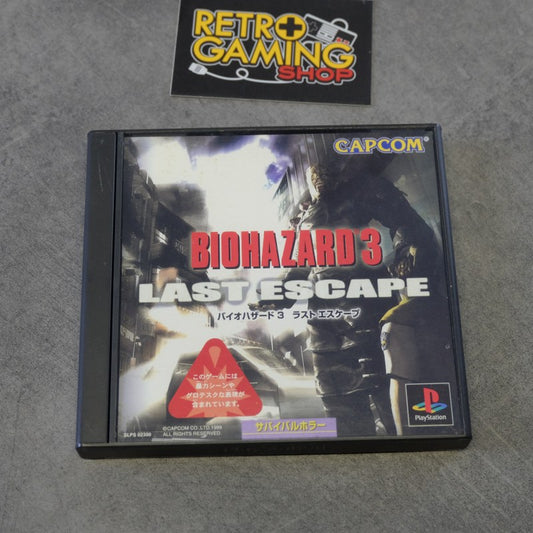 RETRO
GAMING
SHOP
CAPCOM
BIOHAZARD 3
LAST ESCAPE
バイオハザード3 ラスト エスケープ
このゲームには
暴力シーンや
グロテスクな表現が
含まれています。
©CAPCOM CO.,LTD.1999
ALL RIGHTS RESERVED.
SLPS 02300
サバイバルホラー
PlayStation